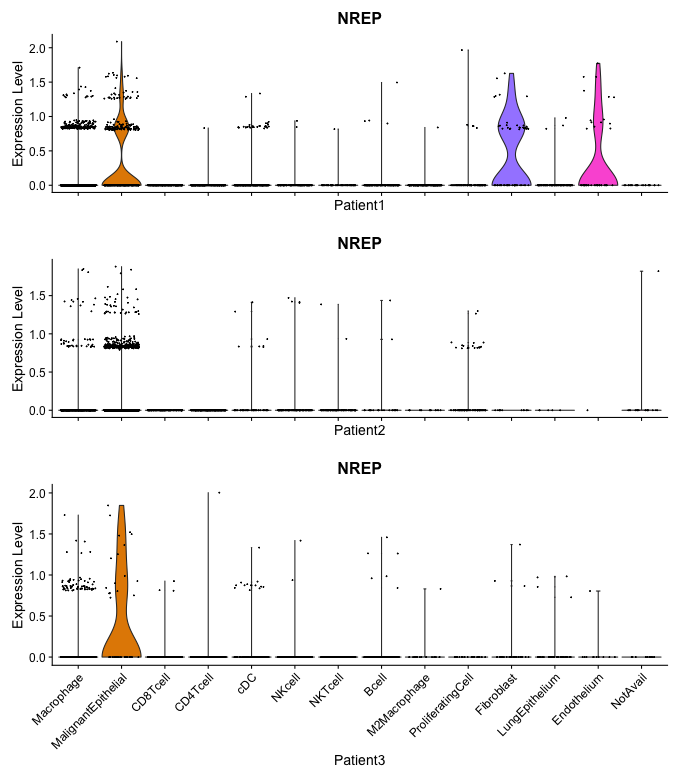 NREP
Expression Level
2.0
1.5
1.0
0.5
0.0
Patient1
NREP
Expression Level
1.5
1.0
0.5
0.0
Patient2
NREP
Expression Level
2.0
1.5
1.0
0.5
0.0
Macrophage
MalignantEpithelial
CD8Tcell
CD4Tcell
cDC
NKcell
NKTcell
Bcell
M2Macrophage
ProliferatingCell
Fibroblast
LungEpithelium
Endothelium
NotAvail
Patient3